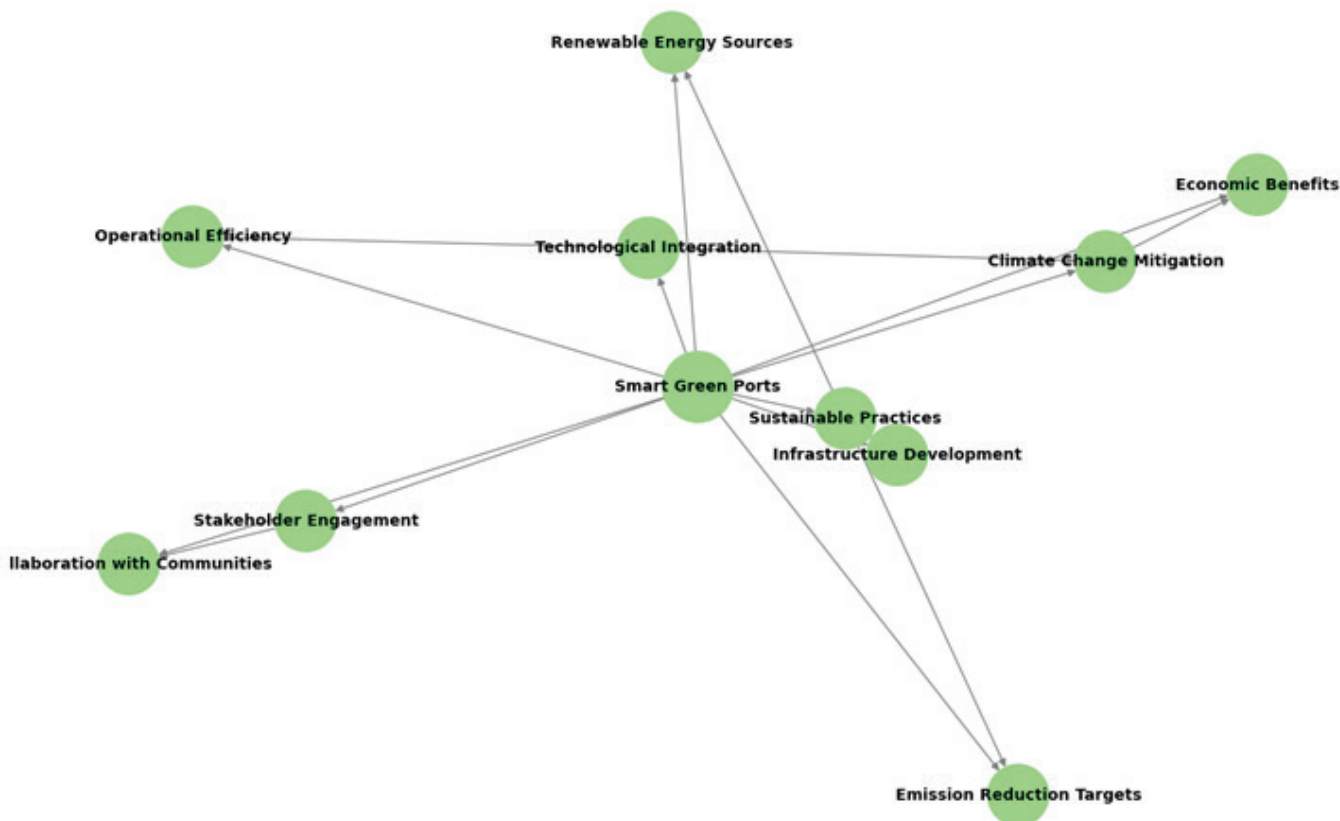 Renewable Energy Sources
Economic Benefits
Operational Efficiency
Technological Integration
Climate Change Mitigation
Smart Green Ports
Sustainable Practices
Infrastructure Development
Stakeholder Engagement
llaboration with Communities
Emission Reduction Targets